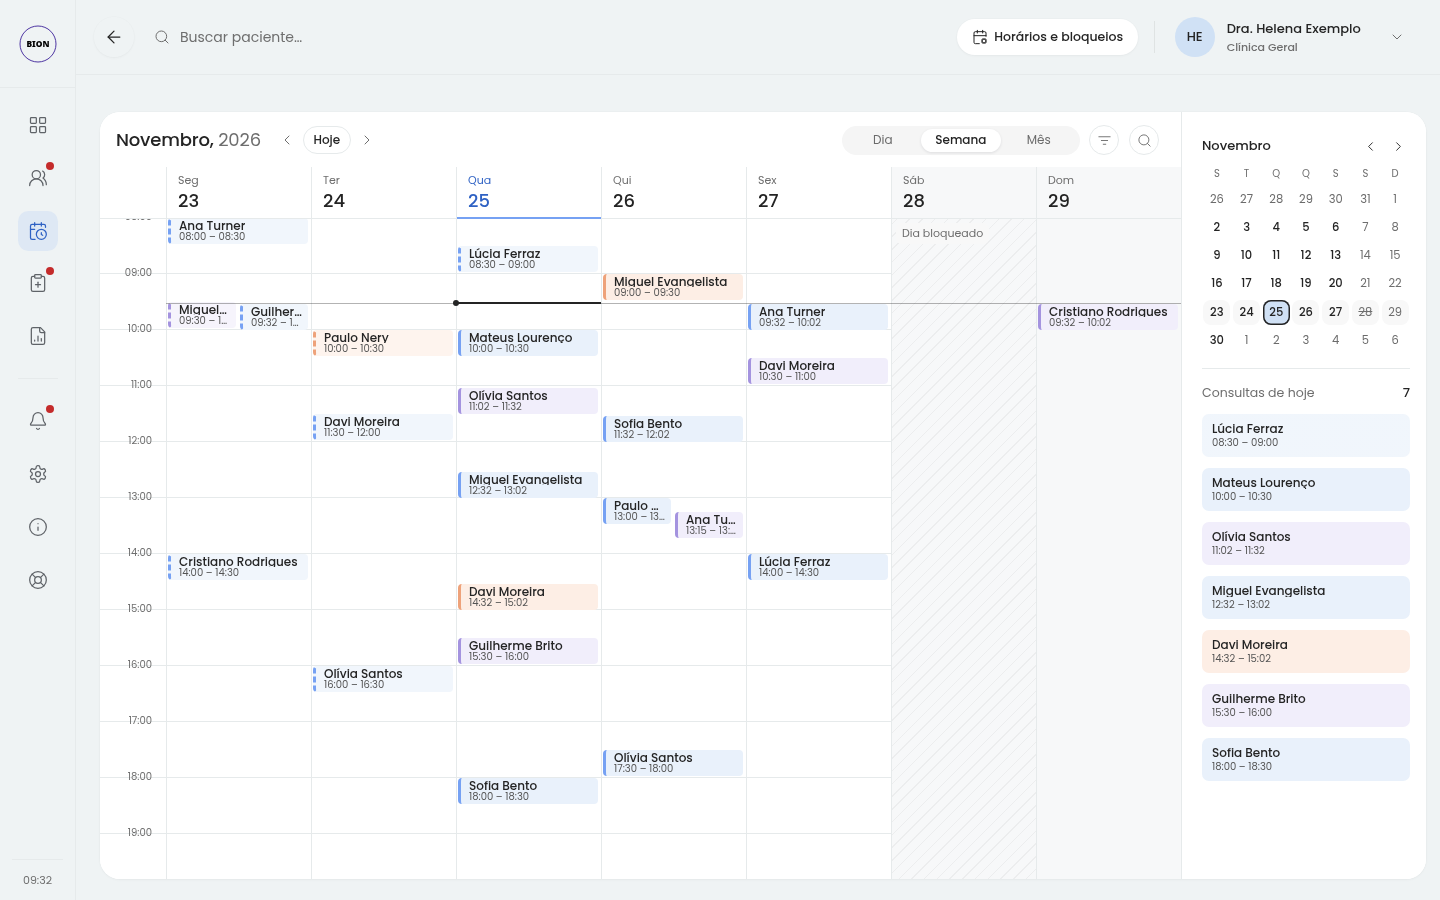 BION
Buscar paciente...
Horários e bloqueios
HE
Dra. Helena Exemplo
Clínica Geral
Novembro, 2026
Hoje
Dia
Semana
Mês
Seg
23
Ter
24
Qua
25
Qui
26
Sex
27
Sáb
28
Dom
29
09:00
10:00
11:00
12:00
13:00
14:00
15:00
16:00
17:00
18:00
19:00
Ana Turner
08:00 – 08:30
Miguel...
09:30 – 1...
Guilher...
09:32 – 1...
Cristiano Rodrigues
14:00 – 14:30
Paulo Nery
10:00 – 10:30
Davi Moreira
11:30 – 12:00
Olívia Santos
16:00 – 16:30
Lúcia Ferraz
08:30 – 09:00
Mateus Lourenço
10:00 – 10:30
Olívia Santos
11:02 – 11:32
Miguel Evangelista
12:32 – 13:02
Davi Moreira
14:32 – 15:02
Guilherme Brito
15:30 – 16:00
Sofia Bento
18:00 – 18:30
Miguel Evangelista
09:00 – 09:30
Sofia Bento
11:32 – 12:02
Paulo ...
13:00 – 13...
Ana Tu...
13:15 – 13:...
Olívia Santos
17:30 – 18:00
Ana Turner
09:32 – 10:02
Davi Moreira
10:30 – 11:00
Lúcia Ferraz
14:00 – 14:30
Dia bloqueado
Cristiano Rodrigues
09:32 – 10:02
Novembro
S T Q Q S S D
26 27 28 29 30 31 1
2 3 4 5 6 7 8
9 10 11 12 13 14 15
16 17 18 19 20 21 22
23 24 25 26 27 28 29
30 1 2 3 4 5 6
Consultas de hoje 7
Lúcia Ferraz
08:30 – 09:00
Mateus Lourenço
10:00 – 10:30
Olívia Santos
11:02 – 11:32
Miguel Evangelista
12:32 – 13:02
Davi Moreira
14:32 – 15:02
Guilherme Brito
15:30 – 16:00
Sofia Bento
18:00 – 18:30
09:32